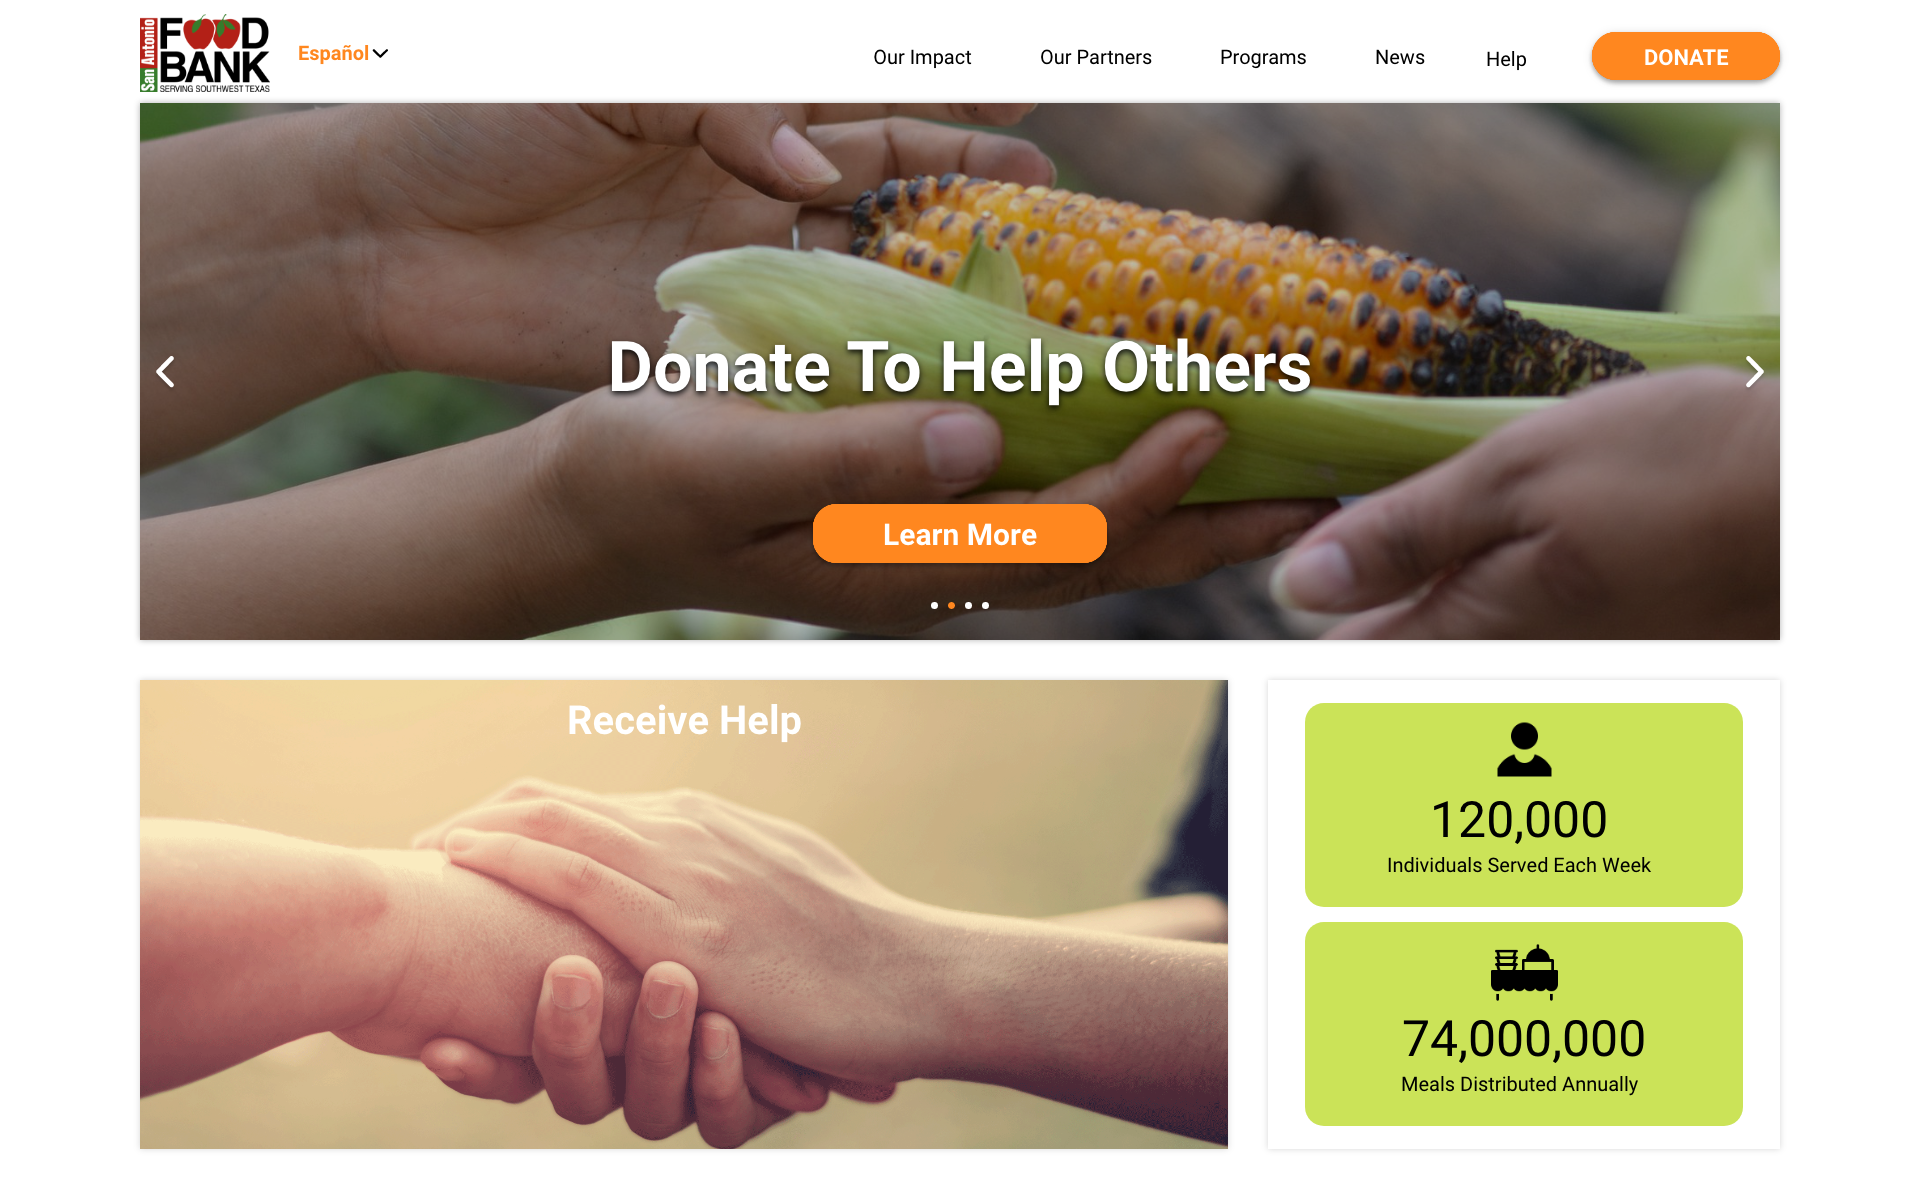 San Antonio
FOOD
BANK
SERVING SOUTHWEST TEXAS
Español
Our Impact
Our Partners
Programs
News
Help
DONATE
Donate To Help Others
Learn More
Receive Help
120,000
Individuals Served Each Week
74,000,000
Meals Distributed Annually